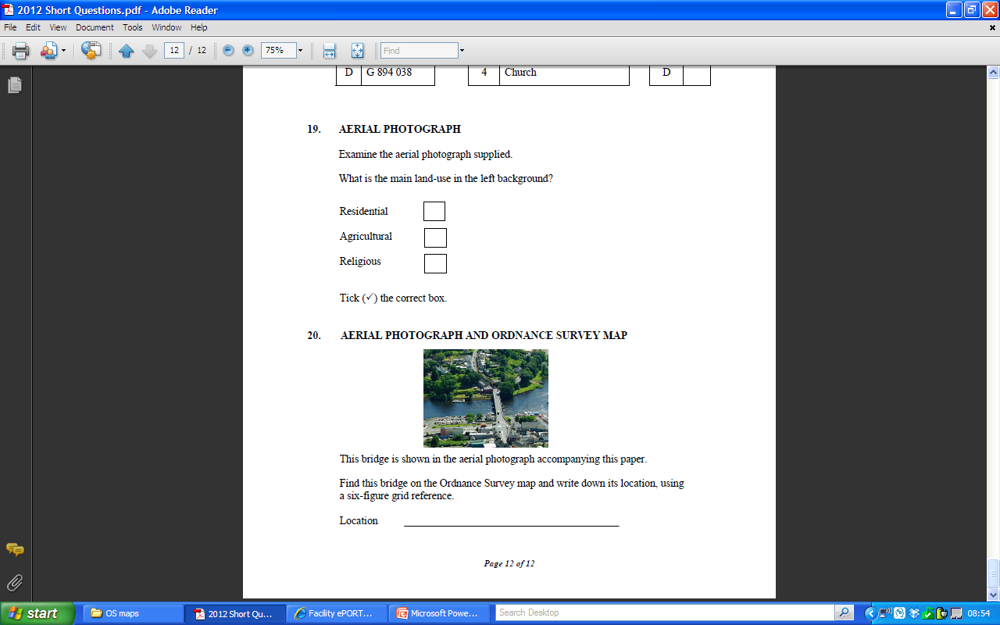 2012 Short Questions.pdf - Adobe Reader
File Edit View Document Tools Window Help
12 / 12 75% Find
D G 894 038 4 Church D
19. AERIAL PHOTOGRAPH
Examine the aerial photograph supplied.
What is the main land-use in the left background?
Residential
Agricultural
Religious
Tick (✓) the correct box.
20. AERIAL PHOTOGRAPH AND ORDNANCE SURVEY MAP
This bridge is shown in the aerial photograph accompanying this paper.
Find this bridge on the Ordnance Survey map and write down its location, using
a six-figure grid reference.
Location
Page 12 of 12
start OS maps 2012 Short Qu... Facility ePORT... Microsoft Powe... Search Desktop 08:54